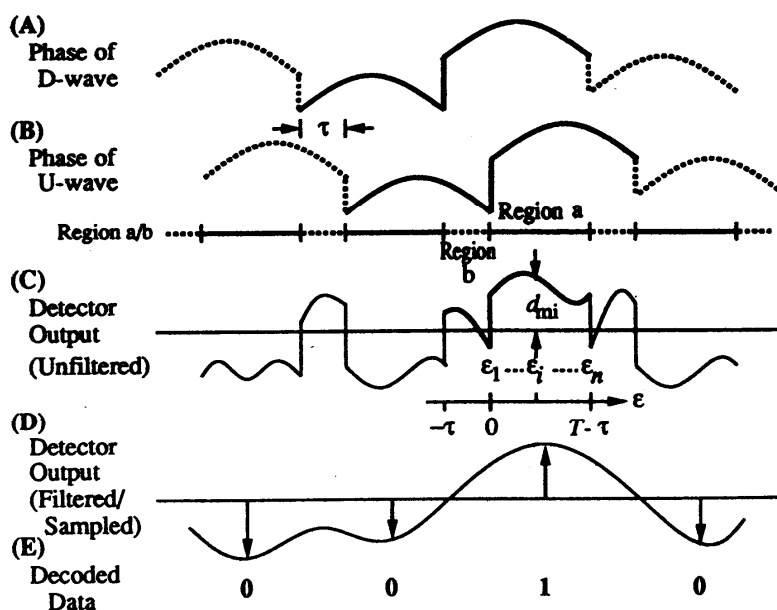 (A)
Phase of
D-wave
τ
(B)
Phase of
U-wave
Region a
Region a/b
Region
b
(C)
Detector
Output
(Unfiltered)
d_mi
ε_1 ...ε_i .....ε_n
ε
-τ 0 T-τ
(D)
Detector
Output
(Filtered/
Sampled)
(E)
Decoded
Data
0 0 1 0